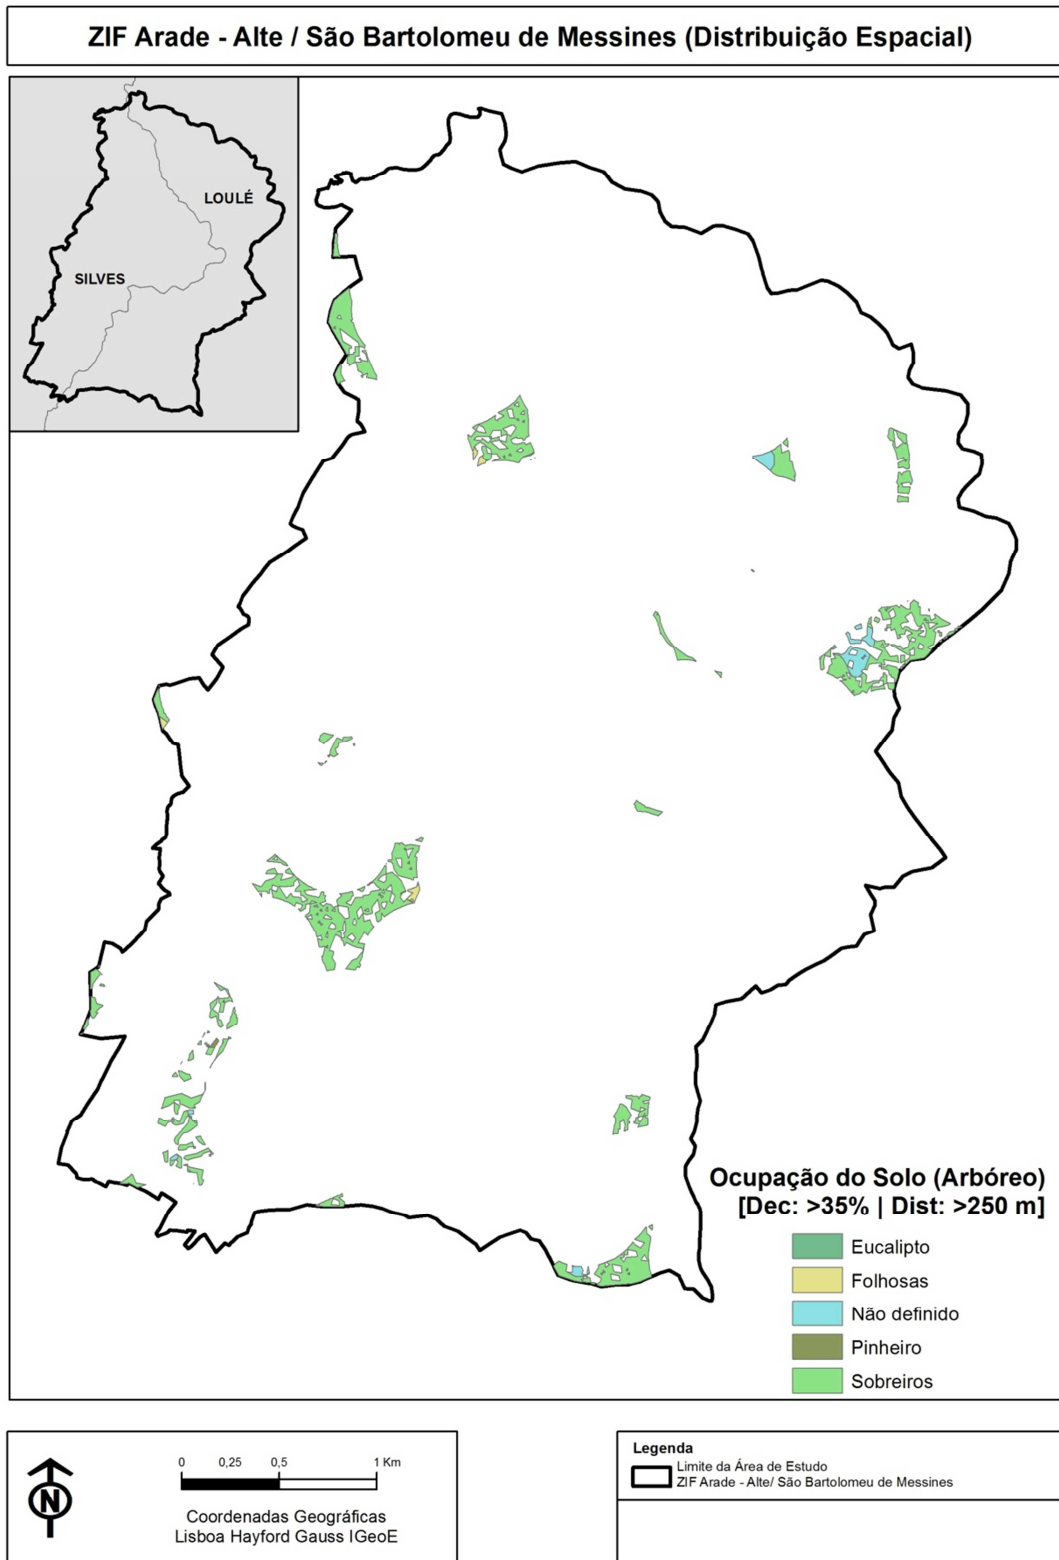 ZIF Arade - Alte / São Bartolomeu de Messines (Distribuição Espacial)
LOULÉ
SILVES
Ocupação do Solo (Arbóreo)
[Dec: >35% | Dist: >250 m]
Eucalipto
Folhosas
Não definido
Pinheiro
Sobreiros
N
0 0,25 0,5 1 Km
Coordenadas Geográficas
Lisboa Hayford Gauss IGeoE
Legenda
Limite da Área de Estudo
ZIF Arade - Alte/ São Bartolomeu de Messines